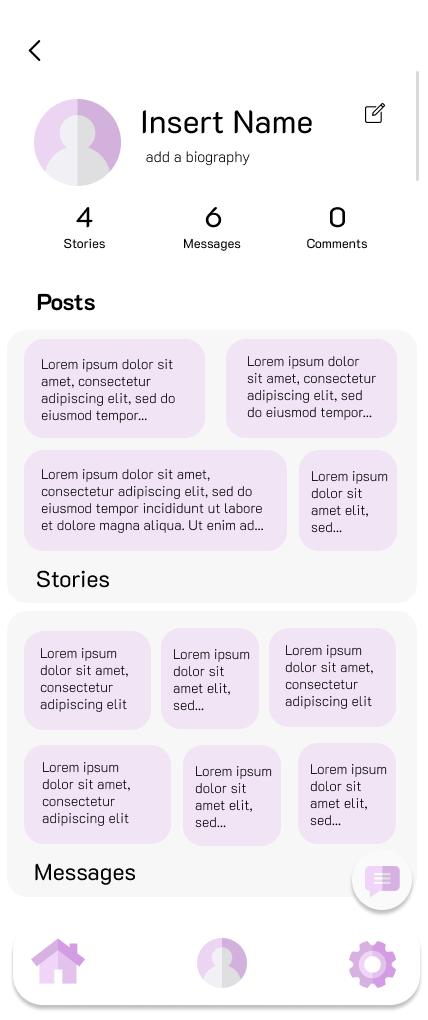 Insert Name
add a biography
4
Stories
6
Messages
0
Comments
Posts
Lorem ipsum dolor sit
amet, consectetur
adipiscing elit, sed do
eiusmod tempor...
Lorem ipsum dolor
sit amet, consectetur
adipiscing elit, sed
do eiusmod tempor...
Lorem ipsum dolor sit amet,
consectetur adipiscing elit, sed do
eiusmod tempor incididunt ut labore
et dolore magna aliqua. Ut enim ad...
Lorem ipsum
dolor sit
amet elit,
sed...
Stories
Lorem ipsum
dolor sit amet,
consectetur
adipiscing elit
Lorem ipsum
dolor sit
amet elit,
sed...
Lorem ipsum
dolor sit amet,
consectetur
adipiscing elit
Lorem ipsum
dolor sit amet,
consectetur
adipiscing elit
Lorem ipsum
dolor sit
amet elit,
sed...
Lorem ipsum
dolor sit
amet elit,
sed...
Messages